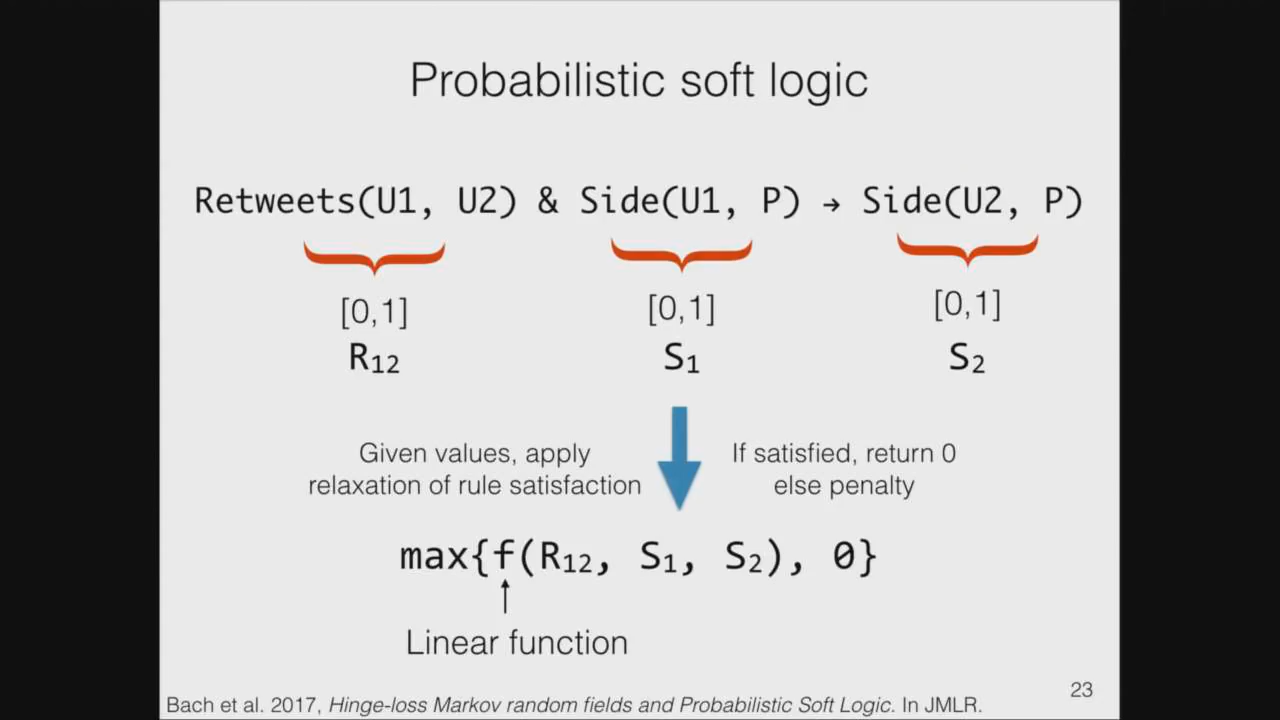 Probabilistic soft logic
Retweets(U1, U2) & Side(U1, P) → Side(U2, P)
[0,1] [0,1] [0,1]
R₁₂ S₁ S₂
Given values, apply
relaxation of rule satisfaction
If satisfied, return 0
else penalty
max{f(R₁₂, S₁, S₂), 0}
Linear function
23
Bach et al. 2017, Hinge-loss Markov random fields and Probabilistic Soft Logic. In JMLR.